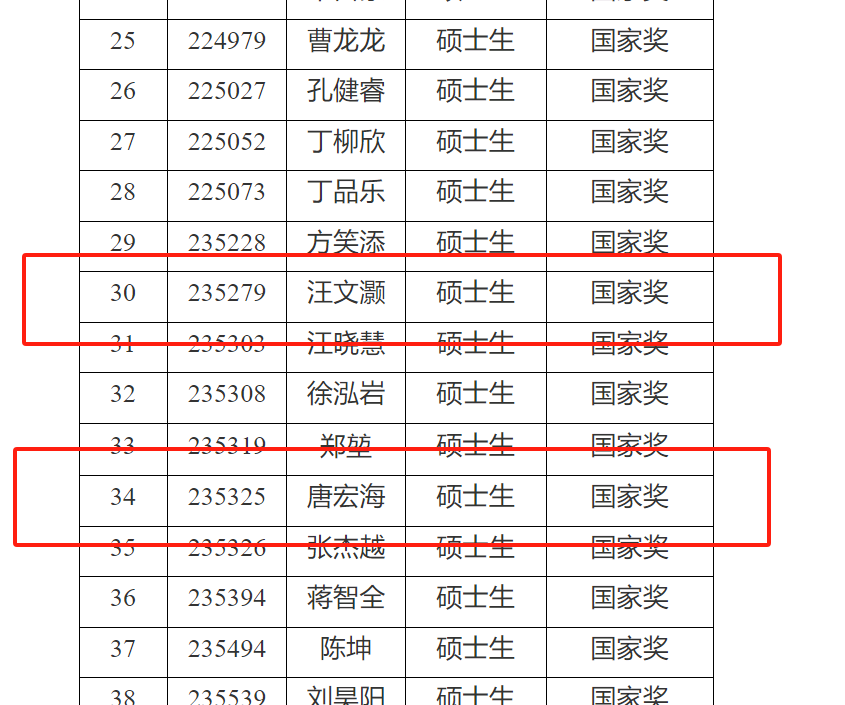 25 224979 曹龙龙 硕士生 国家奖
26 225027 孔健睿 硕士生 国家奖
27 225052 丁柳欣 硕士生 国家奖
28 225073 丁品乐 硕士生 国家奖
29 235228 方笑添 硕士生 国家奖
30 235279 汪文灏 硕士生 国家奖
31 235303 汪晓慧 硕士生 国家奖
32 235308 徐泓岩 硕士生 国家奖
33 235319 郑堃 硕士生 国家奖
34 235325 唐宏海 硕士生 国家奖
35 235326 张杰越 硕士生 国家奖
36 235394 蒋智全 硕士生 国家奖
37 235494 陈坤 硕士生 国家奖
38 235539 刘昊阳 硕士生 国家奖